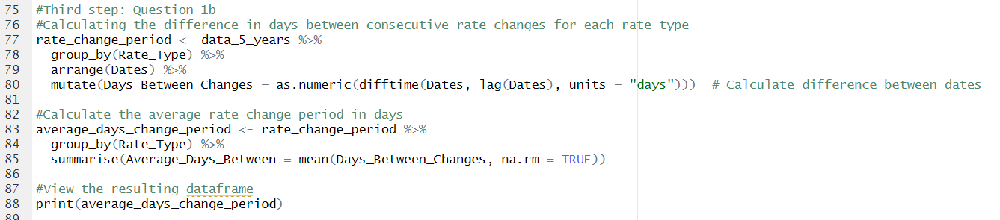 75 #Third step: Question 1b
76 #Calculating the difference in days between consecutive rate changes for each rate type
77 rate_change_period <- data_5_years %>%
78   group_by(Rate_Type) %>%
79   arrange(Dates) %>%
80   mutate(Days_Between_Changes = as.numeric(difftime(Dates, lag(Dates), units = "days")))  # Calculate difference between dates
81
82 #Calculate the average rate change period in days
83 average_days_change_period <- rate_change_period %>%
84   group_by(Rate_Type) %>%
85   summarise(Average_Days_Between = mean(Days_Between_Changes, na.rm = TRUE))
86
87 #View the resulting dataframe
88 print(average_days_change_period)
89